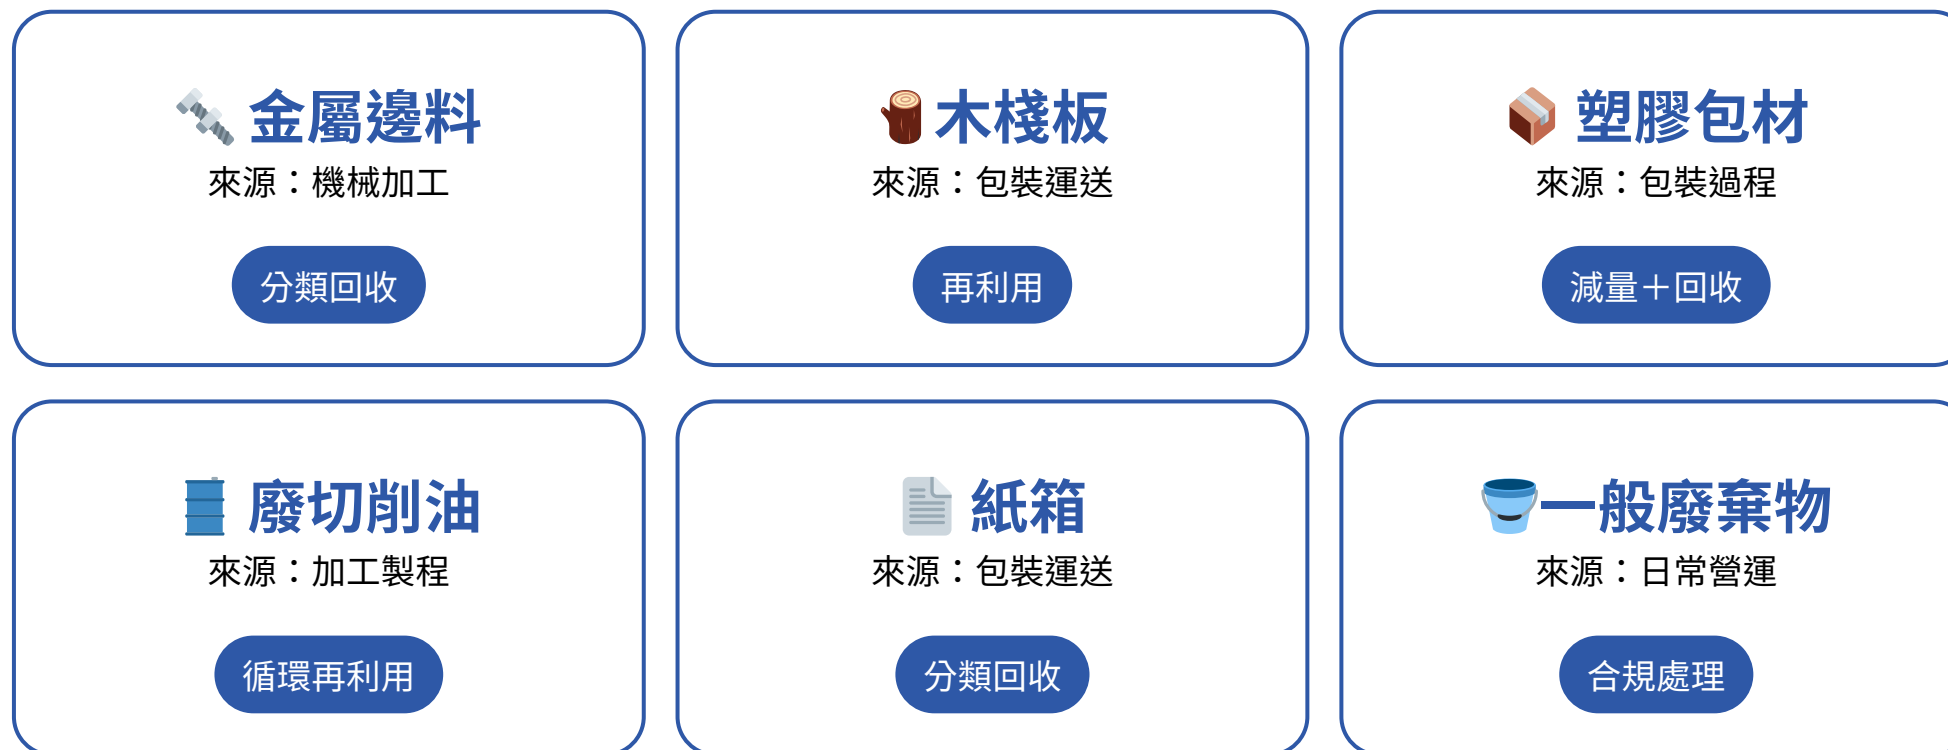 金屬邊料
來源：機械加工
分類回收
木棧板
來源：包裝運送
再利用
塑膠包材
來源：包裝過程
減量＋回收
廢切削油
來源：加工製程
循環再利用
紙箱
來源：包裝運送
分類回收
一般廢棄物
來源：日常營運
合規處理